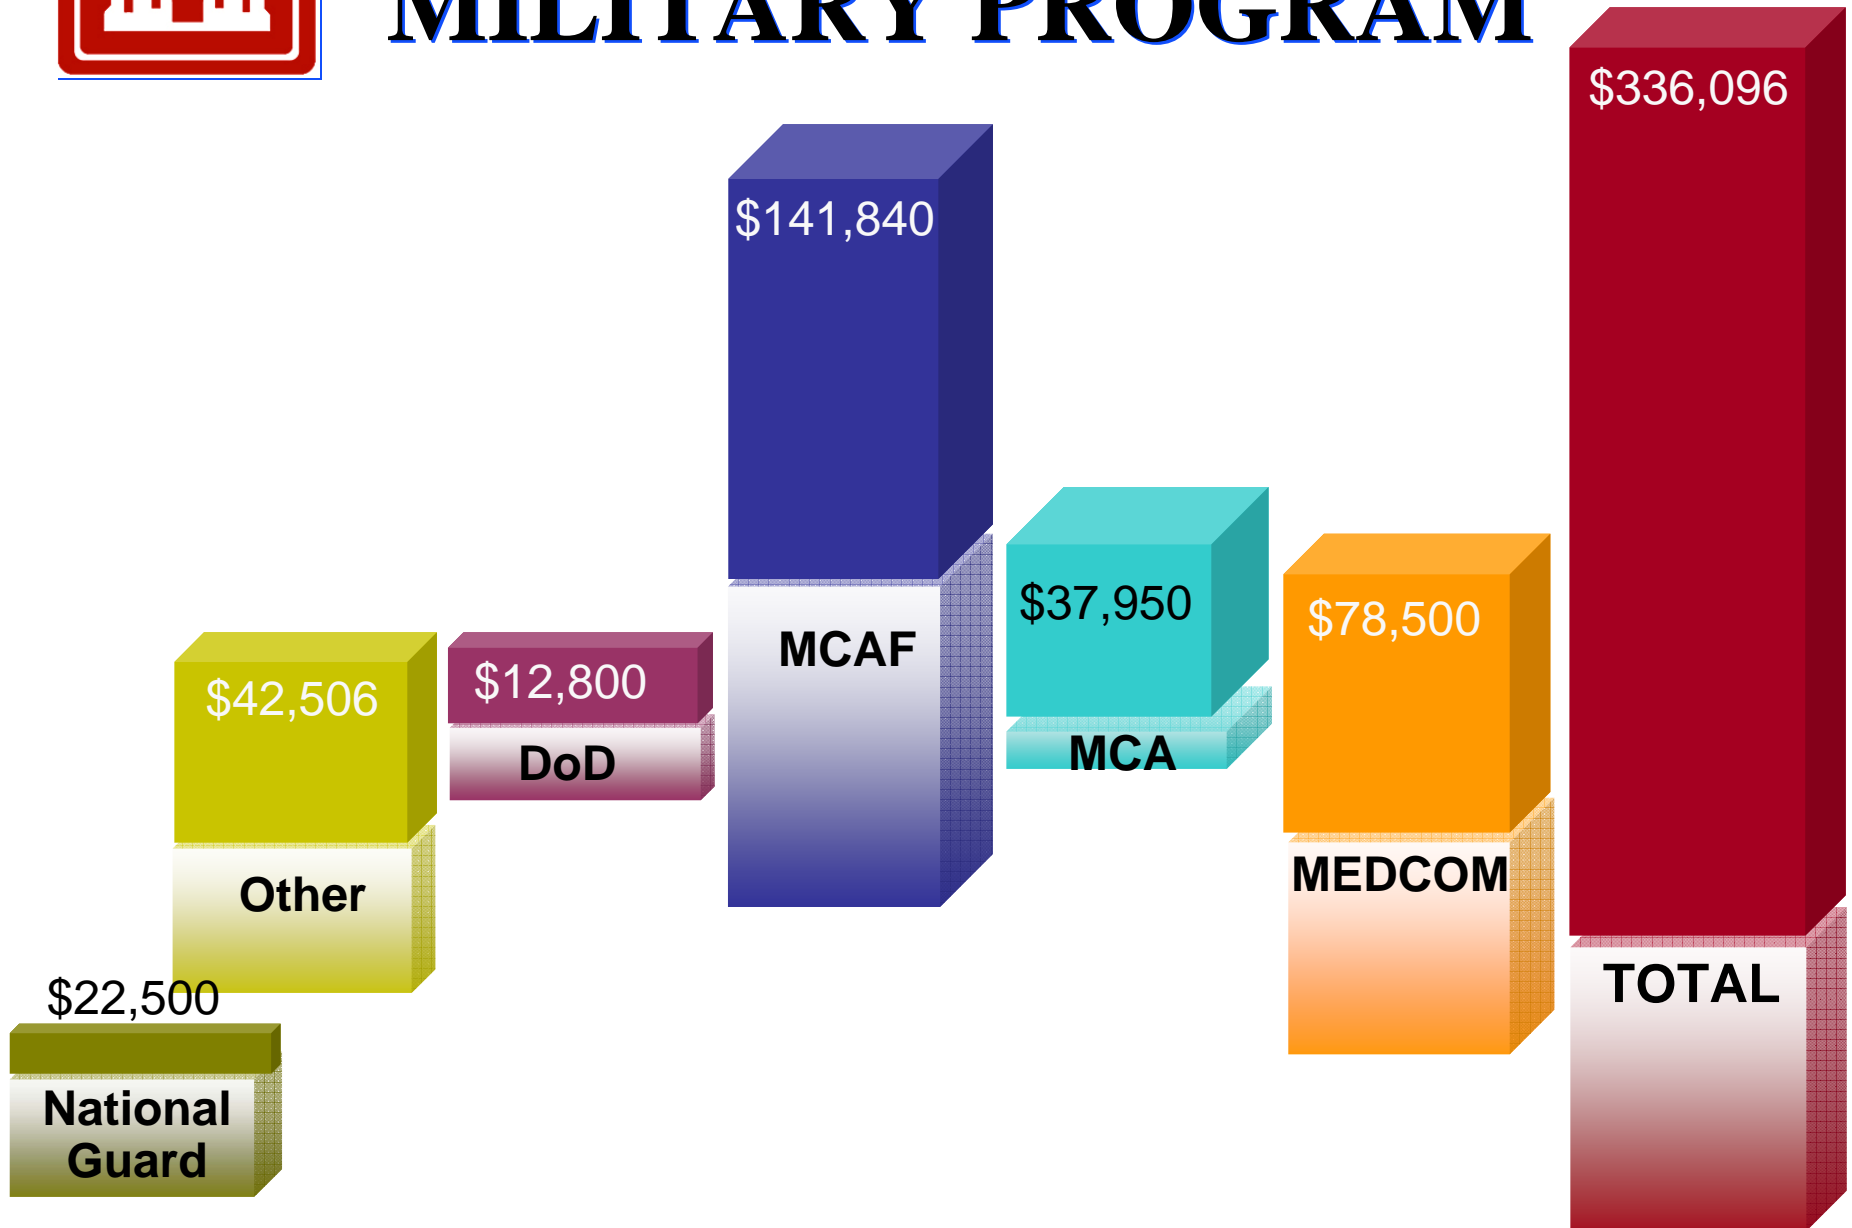 MILITARY PROGRAM
$336,096
$141,840
$37,950
$78,500
MCAF
$42,506
$12,800
DoD
MCA
MEDCOM
Other
TOTAL
$22,500
National
Guard